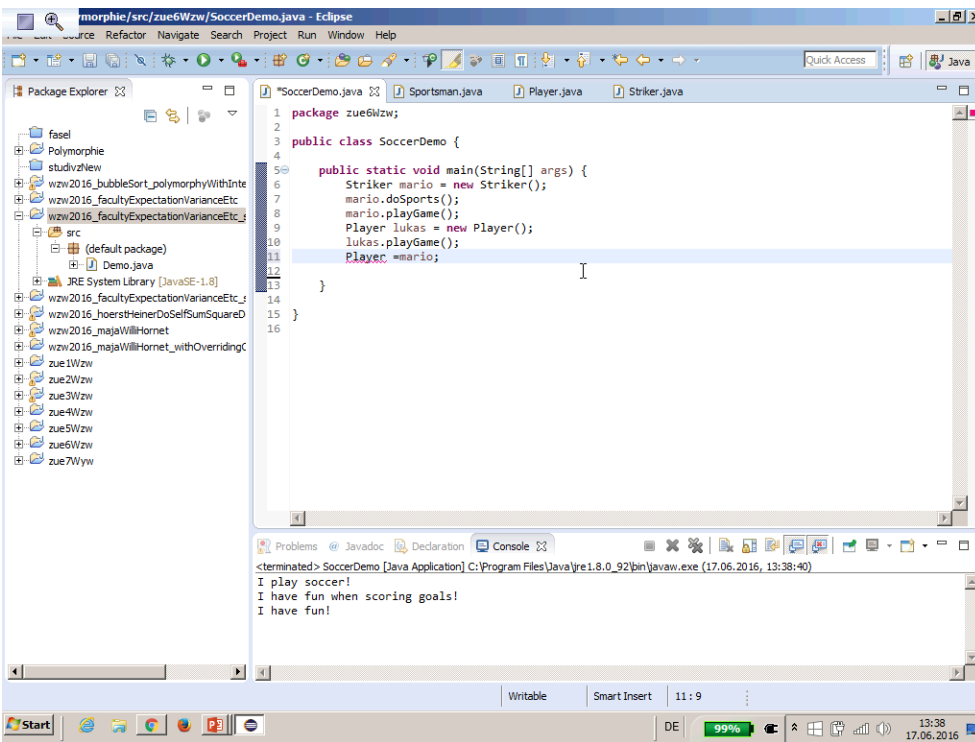 ymorphie/src/zue6Wzw/SoccerDemo.java - Eclipse
Refactor Navigate Search Project Run Window Help
Quick Access
Java
Package Explorer
fasel
Polymorphie
studivzNew
wzw2016_bubbleSort_polymorphyWithInte
wzw2016_facultyExpectationVarianceEtc
wzw2016_facultyExpectationVarianceEtc_s
src
(default package)
Demo.java
JRE System Library [JavaSE-1.8]
wzw2016_facultyExpectationVarianceEtc_s
wzw2016_hoerstHeinerDoSelfSumSquareD
wzw2016_majaWilliHornet
wzw2016_majaWilliHornet_withOverridingC
zue1Wzw
zue2Wzw
zue3Wzw
zue4Wzw
zue5Wzw
zue6Wzw
zue7Wyw
*SoccerDemo.java Sportsman.java Player.java Striker.java
1 package zue6Wzw;
2
3 public class SoccerDemo {
4
5 public static void main(String[] args) {
6 Striker mario = new Striker();
7 mario.doSports();
8 mario.playGame();
9 Player lukas = new Player();
10 lukas.playGame();
11 Player =mario;
12
13 }
14
15 }
16
Problems @ Javadoc Declaration Console
<terminated> SoccerDemo [Java Application] C:\Program Files\Java\jre1.8.0_92\bin\javaw.exe (17.06.2016, 13:38:40)
I play soccer!
I have fun when scoring goals!
I have fun!
Writable Smart Insert 11 : 9
Start
DE 99% 13:38
17.06.2016